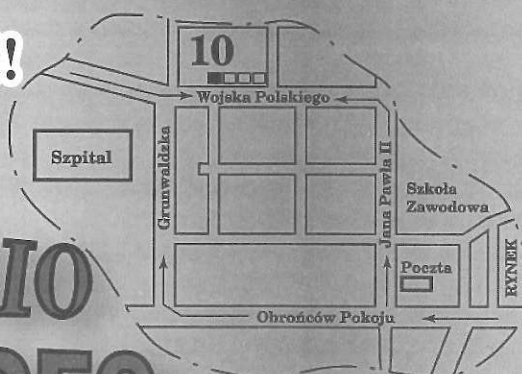 !
10
Wojska Polskiego
Szpital
Grunwaldzka
Jana Pawła II
Szkoła
Zawodowa
Poczta
RYNEK
IO
Obrońców Pokoju